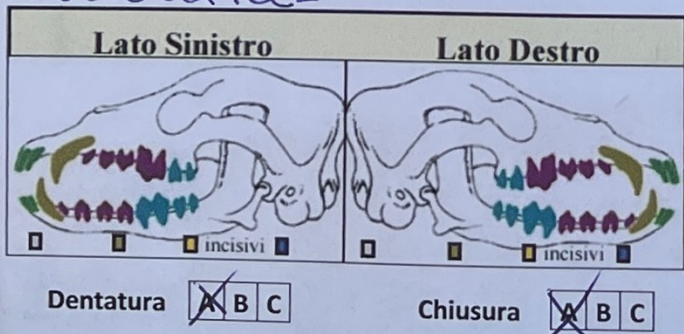 Lato Sinistro
Lato Destro
incisivi
incisivi
Dentatura A B C
Chiusura A B C